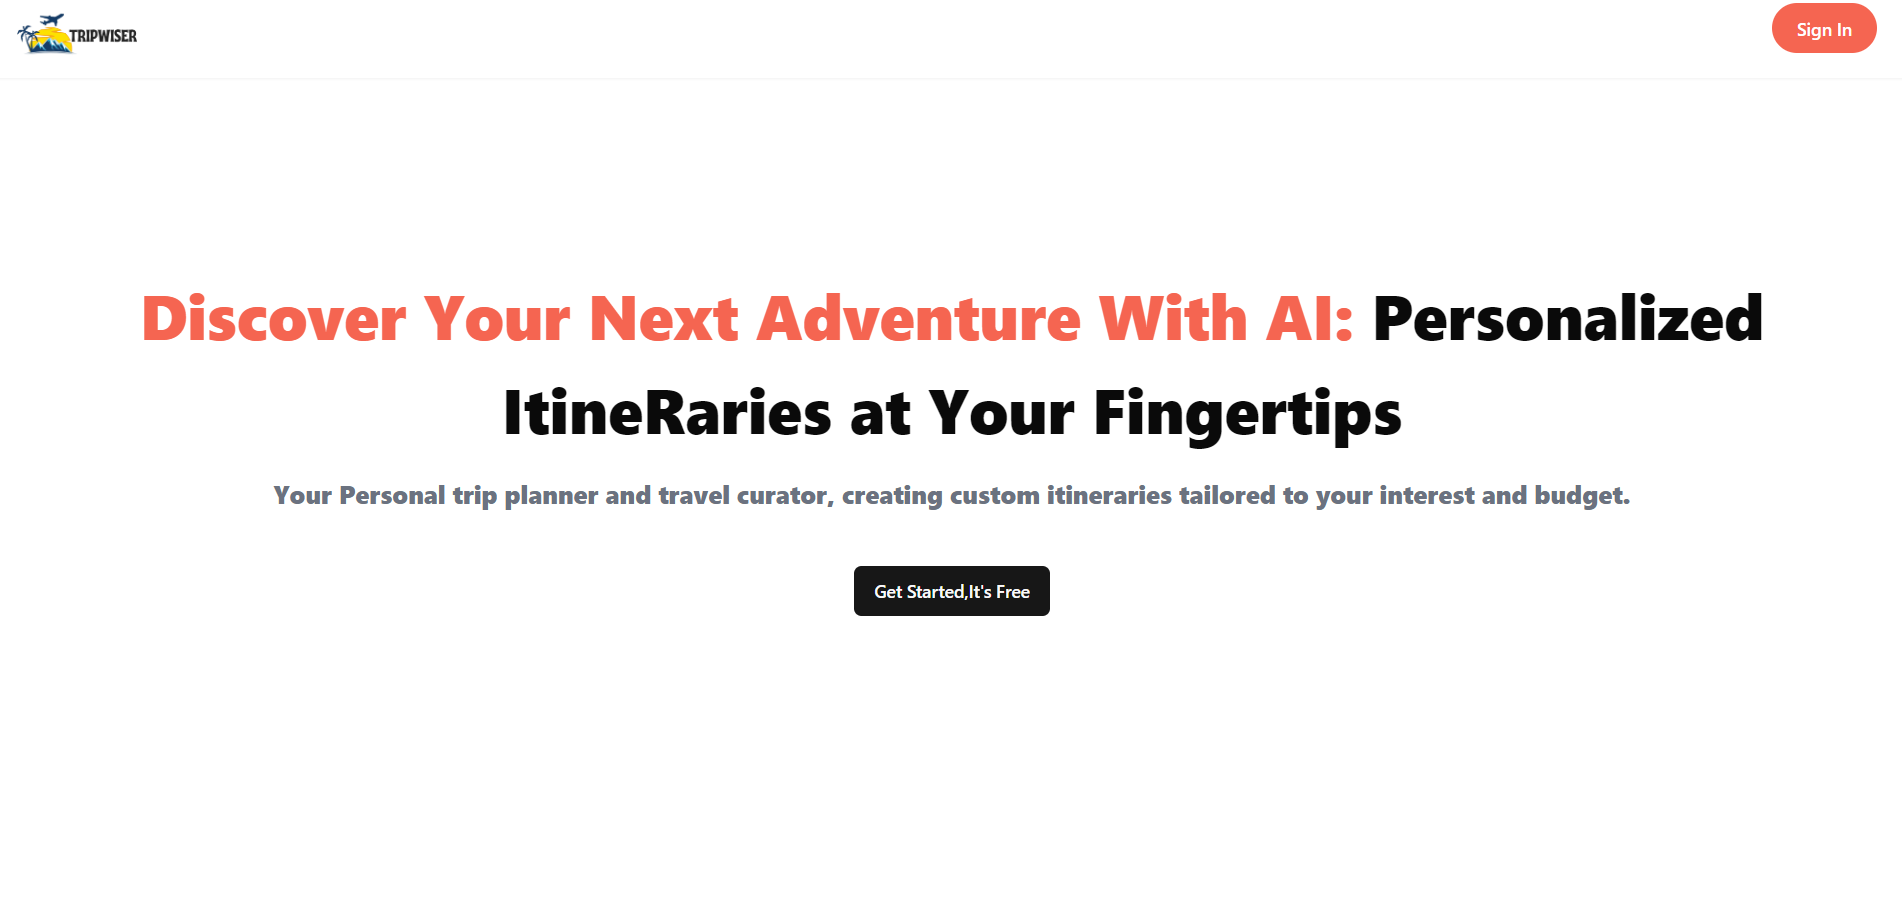 TRIPWISER
Sign In
Discover Your Next Adventure With AI: Personalized
ItineRaries at Your Fingertips
Your Personal trip planner and travel curator, creating custom itineraries tailored to your interest and budget.
Get Started,It's Free